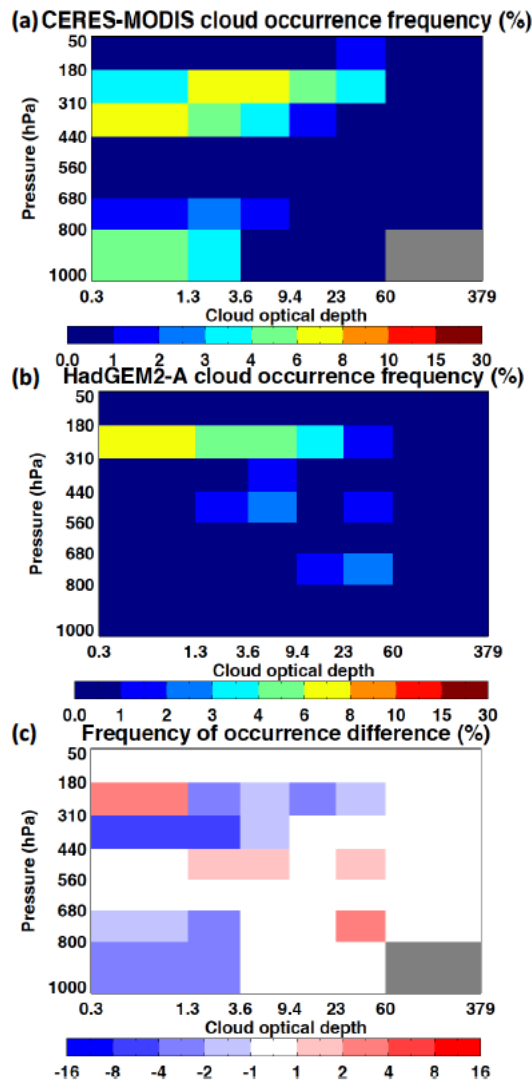 (a) CERES-MODIS cloud occurrence frequency (%)
50
180
310
440
560
680
800
1000
Pressure (hPa)
0.3 1.3 3.6 9.4 23 60 379
Cloud optical depth
0.0 1 2 3 4 6 8 10 15 30
(b) HadGEM2-A cloud occurrence frequency (%)
50
180
310
440
560
680
800
1000
Pressure (hPa)
0.3 1.3 3.6 9.4 23 60 379
Cloud optical depth
0.0 1 2 3 4 6 8 10 15 30
(c) Frequency of occurrence difference (%)
50
180
310
440
560
680
800
1000
Pressure (hPa)
0.3 1.3 3.6 9.4 23 60 379
Cloud optical depth
-16 -8 -4 -2 -1 1 2 4 8 16